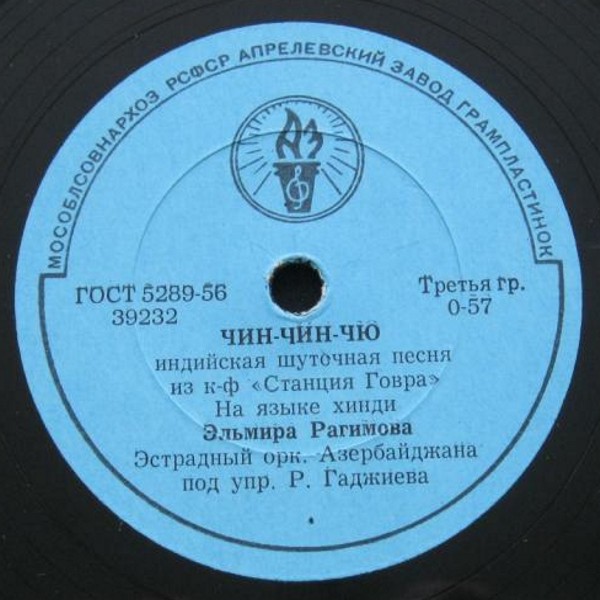 МОСОБЛСОВНАРХОЗ РСФСР АПРЕЛЕВСКИЙ ЗАВОД ГРАМПЛАСТИНОК
АЗ
ГОСТ 5289-56
39232
Третья гр.
0-57
ЧИН-ЧИН-ЧЮ
индийская шуточная песня
из к-ф «Станция Говра»
На языке хинди
Эльмира Рагимова
Эстрадный орк. Азербайджана
под упр. Р. Гаджиева